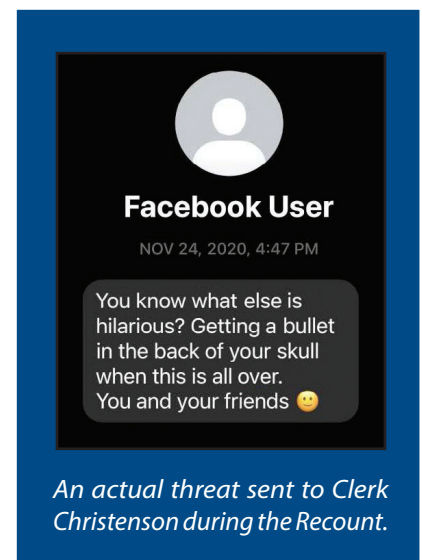 Facebook User
NOV 24, 2020, 4:47 PM
You know what else is
hilarious? Getting a bullet
in the back of your skull
when this is all over.
You and your friends 🙂
An actual threat sent to Clerk
Christenson during the Recount.